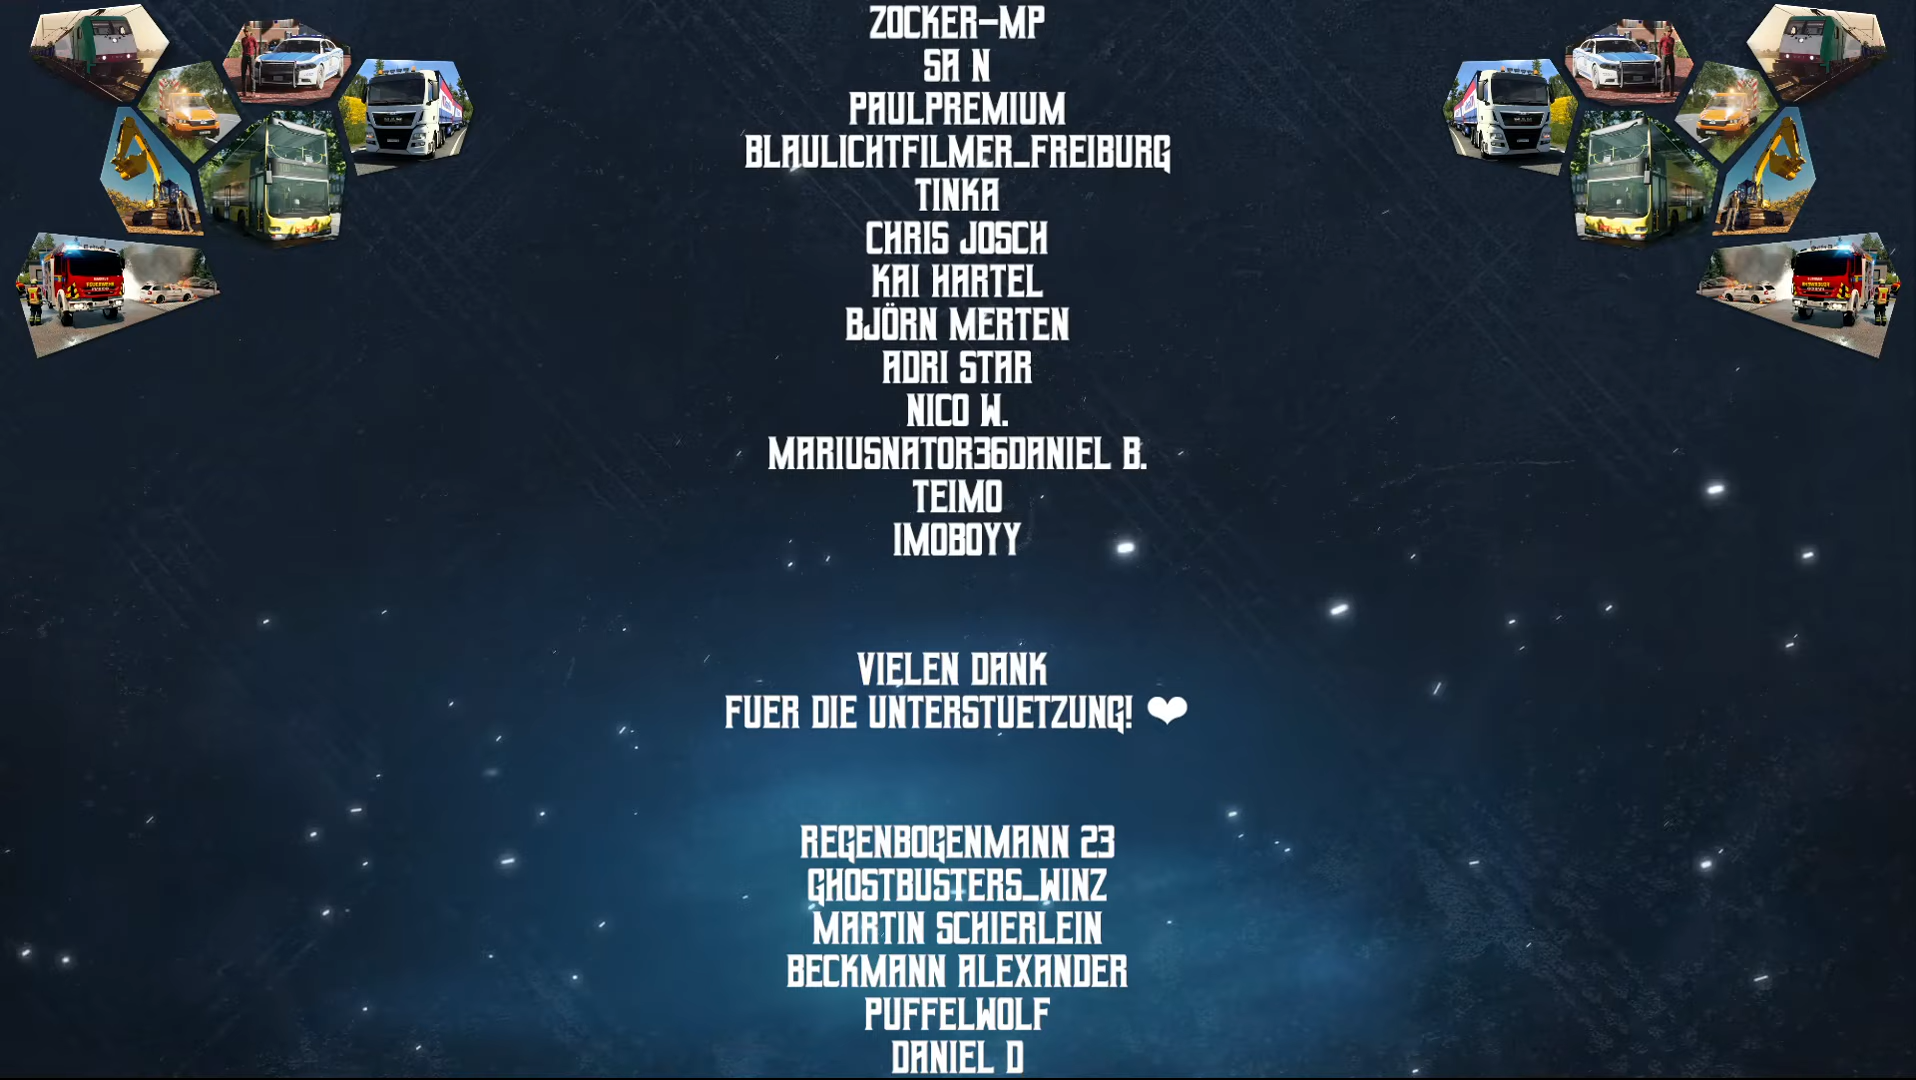 ZOCKER-MP
SA N
PAULPREMIUM
BLAULICHTFILMER_FREIBURG
TINKA
CHRIS JOSCH
KAI HARTEL
BJÖRN MERTEN
ADRI STAR
NICO W.
MARIUSNATOR36DANIEL B.
TEIMO
IMOBOYY
VIELEN DANK
FUER DIE UNTERSTUETZUNG! ❤
REGENBOGENMANN 23
GHOSTBUSTERS_WINZ
MARTIN SCHIERLEIN
BECKMANN ALEXANDER
PUFFELWOLF
DANIEL D